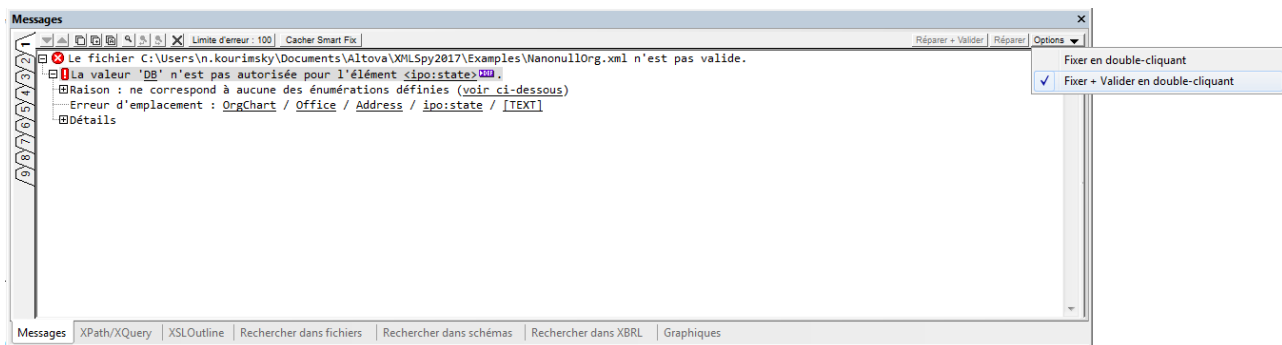 Messages
Limite d'erreur : 100 Cacher Smart Fix Réparer + Valider Réparer Options
Fixer en double-cliquant
Fixer + Valider en double-cliquant
1
2
3
4
5
6
7
8
9
Le fichier C:\Users\n.kourimsky\Documents\Altova\XMLSpy2017\Examples\NanonullOrg.xml n'est pas valide.
La valeur 'DB' n'est pas autorisée pour l'élément <ipo:state>.
Raison : ne correspond à aucune des énumérations définies (voir ci-dessous)
Erreur d'emplacement : OrgChart / Office / Address / ipo:state / [TEXT]
Détails
Messages XPath/XQuery XSLOutline Rechercher dans fichiers Rechercher dans schémas Rechercher dans XBRL Graphiques